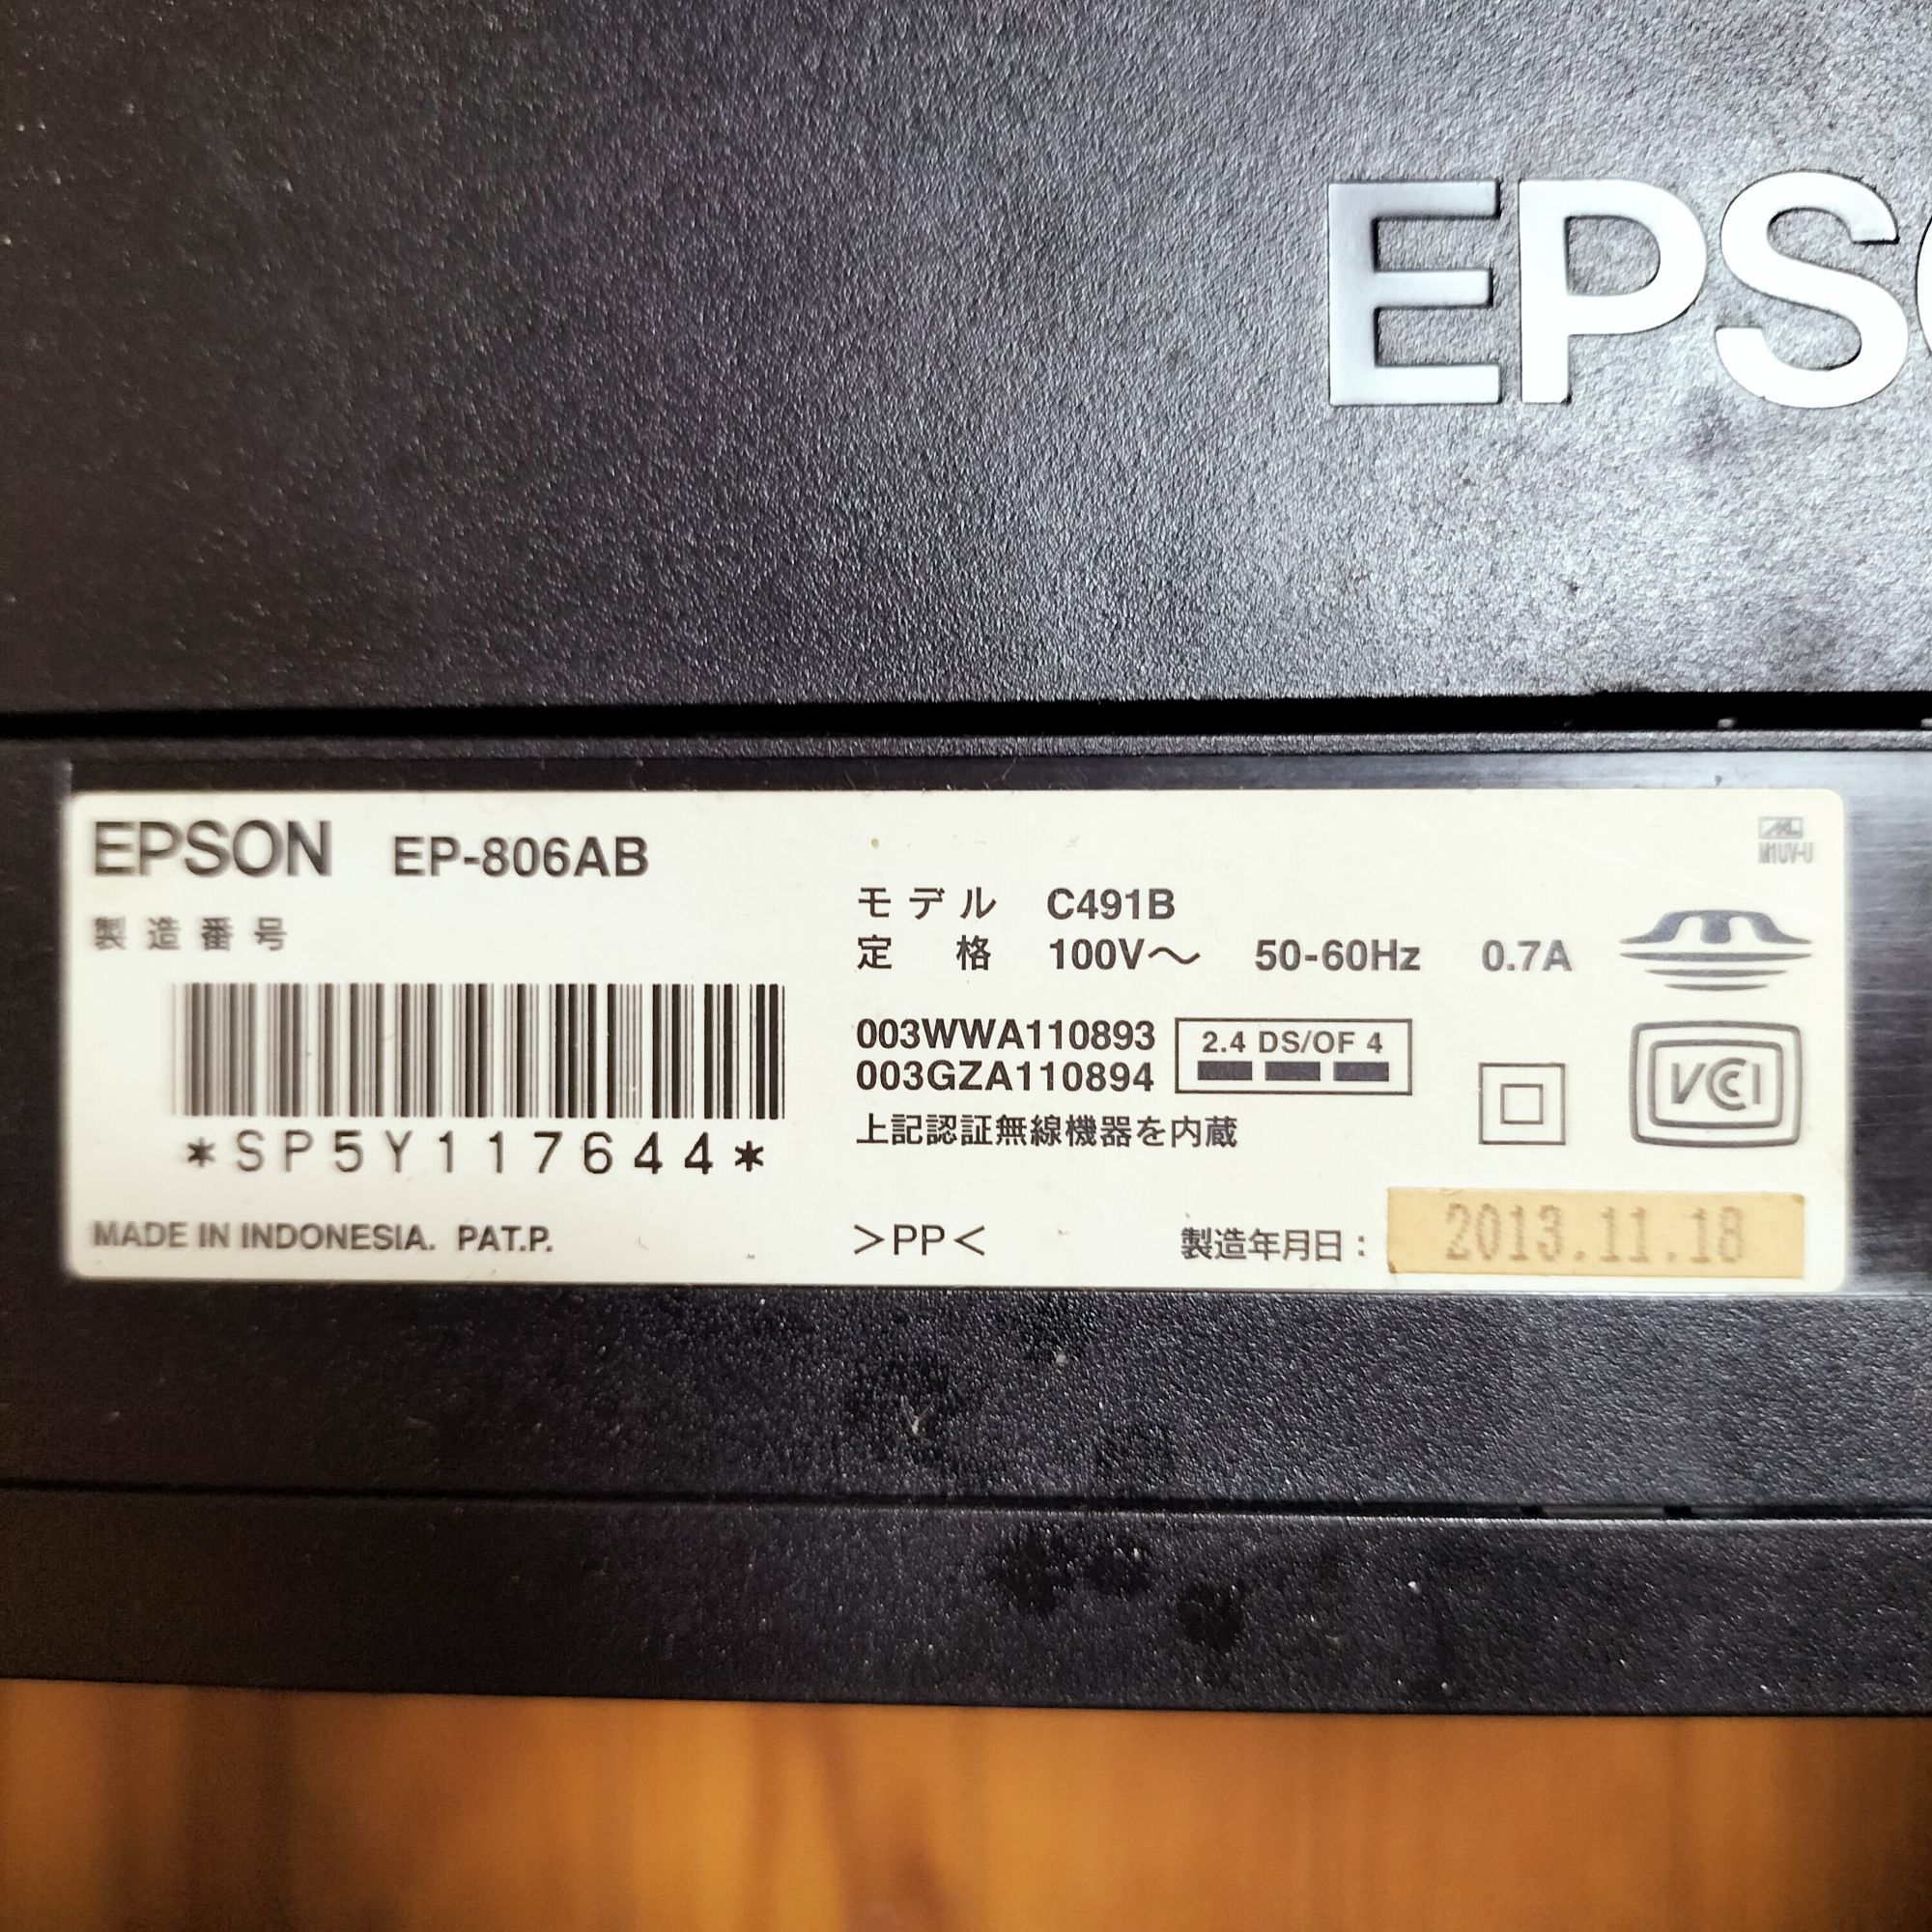 EPSO
EPSON EP-806AB
製造番号
*SP5Y117644*
MADE IN INDONESIA. PAT.P.
モデル C491B
定格 100V～ 50-60Hz 0.7A
003WWA110893
003GZA110894
2.4 DS/OF 4
上記認証無線機器を内蔵
>PP<
製造年月日： 2013.11.18
M1UV-U
VCCI